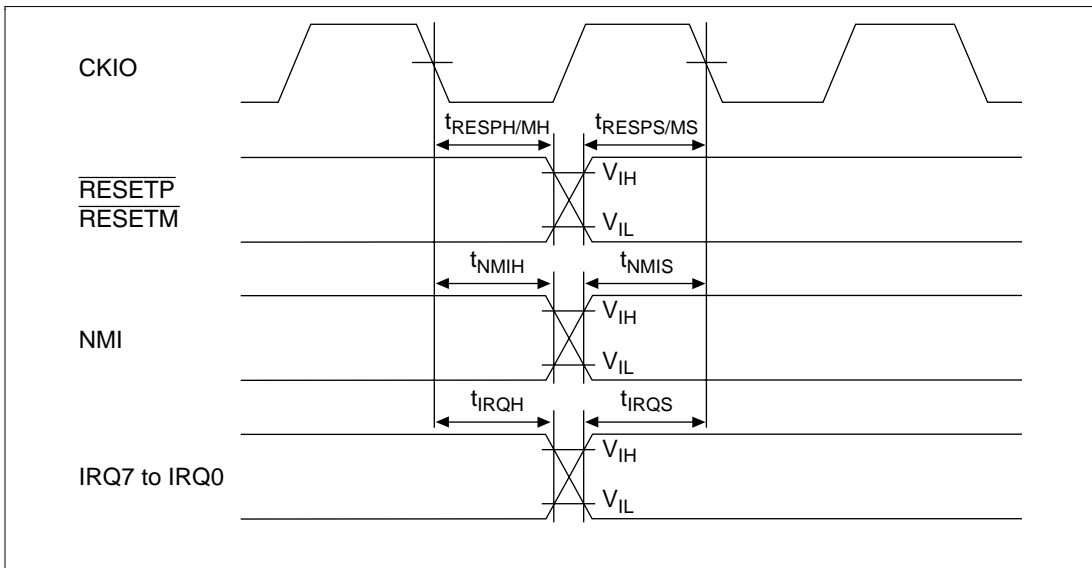 CKIO
tRESPH/MH tRESPS/MS
RESETP
RESETM
VIH
VIL
tNMIH tNMIS
NMI
VIH
VIL
tIRQH tIRQS
IRQ7 to IRQ0
VIH
VIL